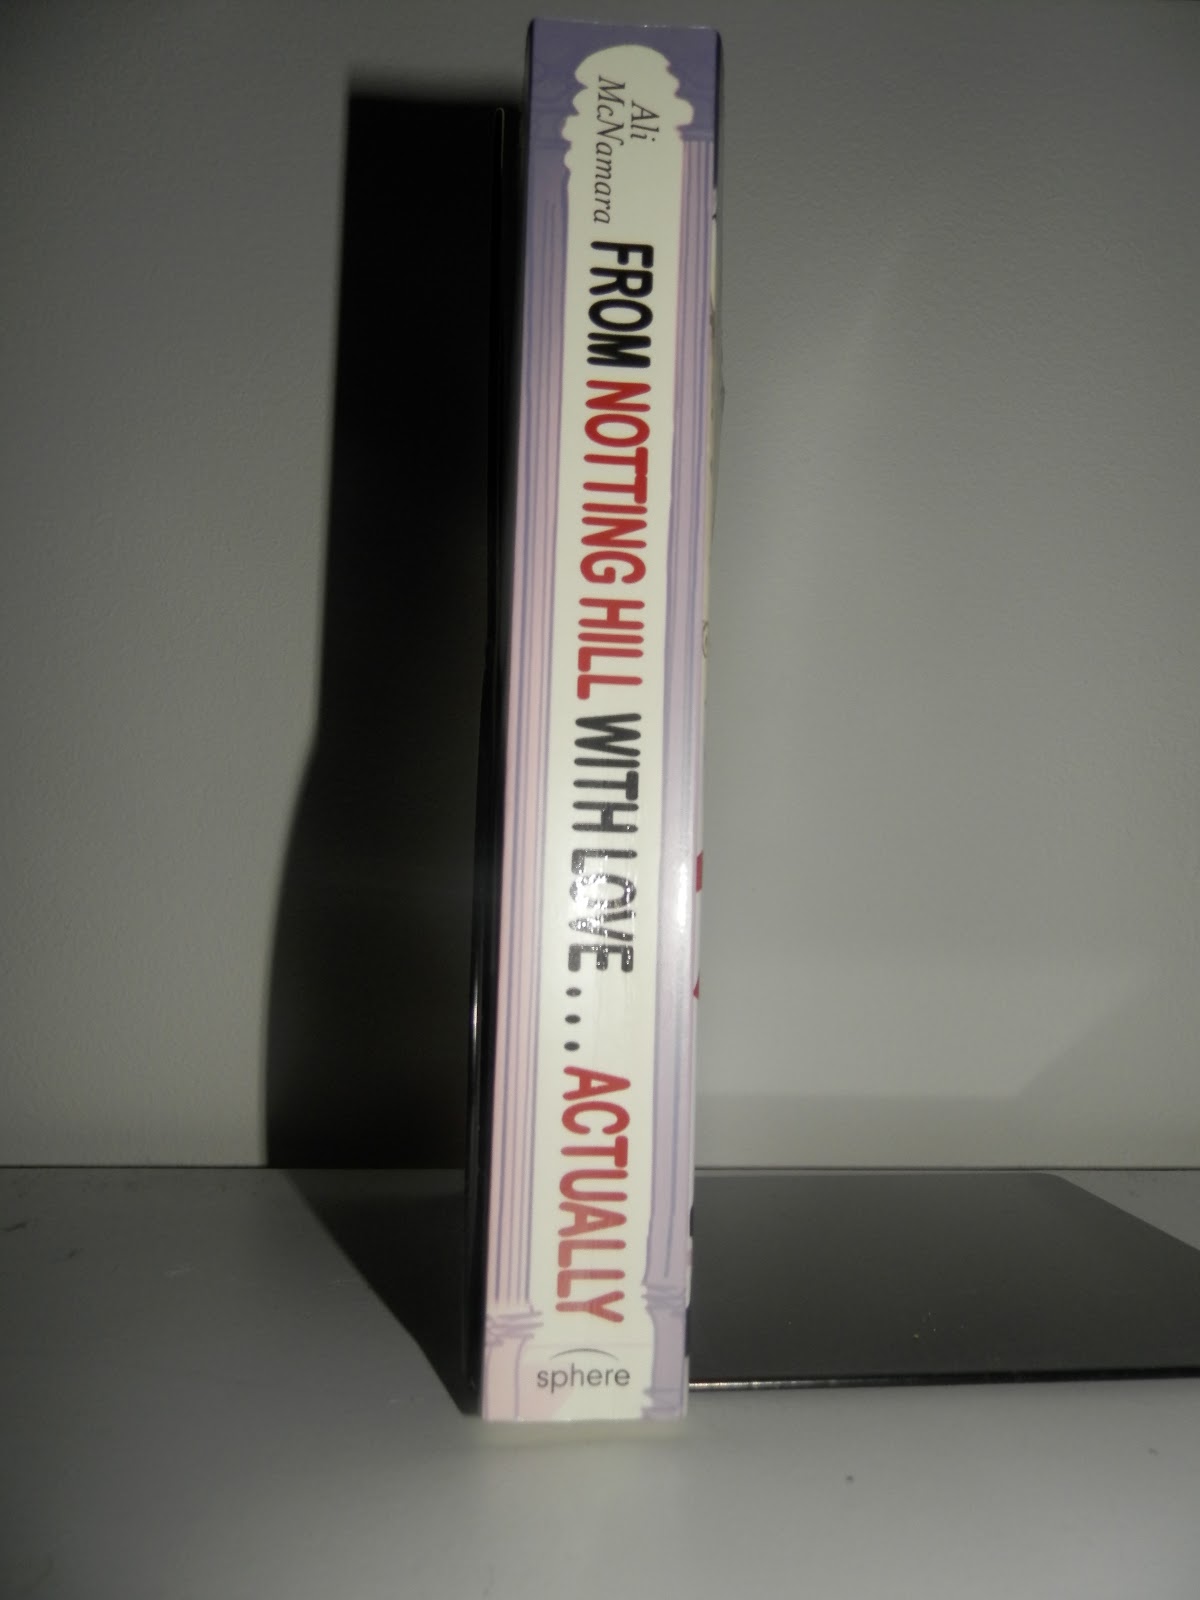 Ali
McNamara
FROM NOTTING HILL WITH LOVE... ACTUALLY
sphere